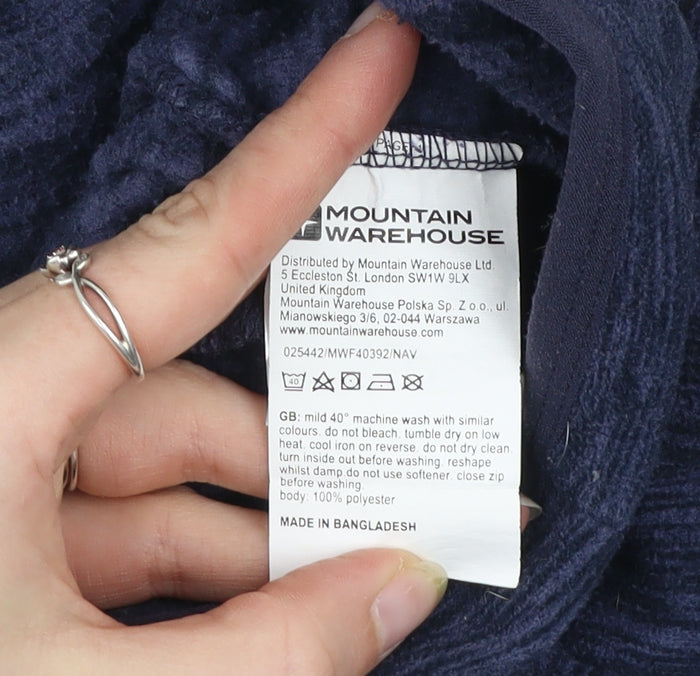 PAGE 1
MOUNTAIN
WAREHOUSE
Distributed by Mountain Warehouse Ltd.
5 Eccleston St. London SW1W 9LX
United Kingdom
Mountain Warehouse Polska Sp. Z o.o., ul.
Mianowskiego 3/6, 02-044 Warszawa
www.mountainwarehouse.com
025442/MWF40392/NAV
40
GB: mild 40° machine wash with similar
colours. do not bleach. tumble dry on low
heat. cool iron on reverse. do not dry clean.
turn inside out before washing. reshape
whilst damp.do not use softener. close zip
before washing.
body: 100% polyester
MADE IN BANGLADESH